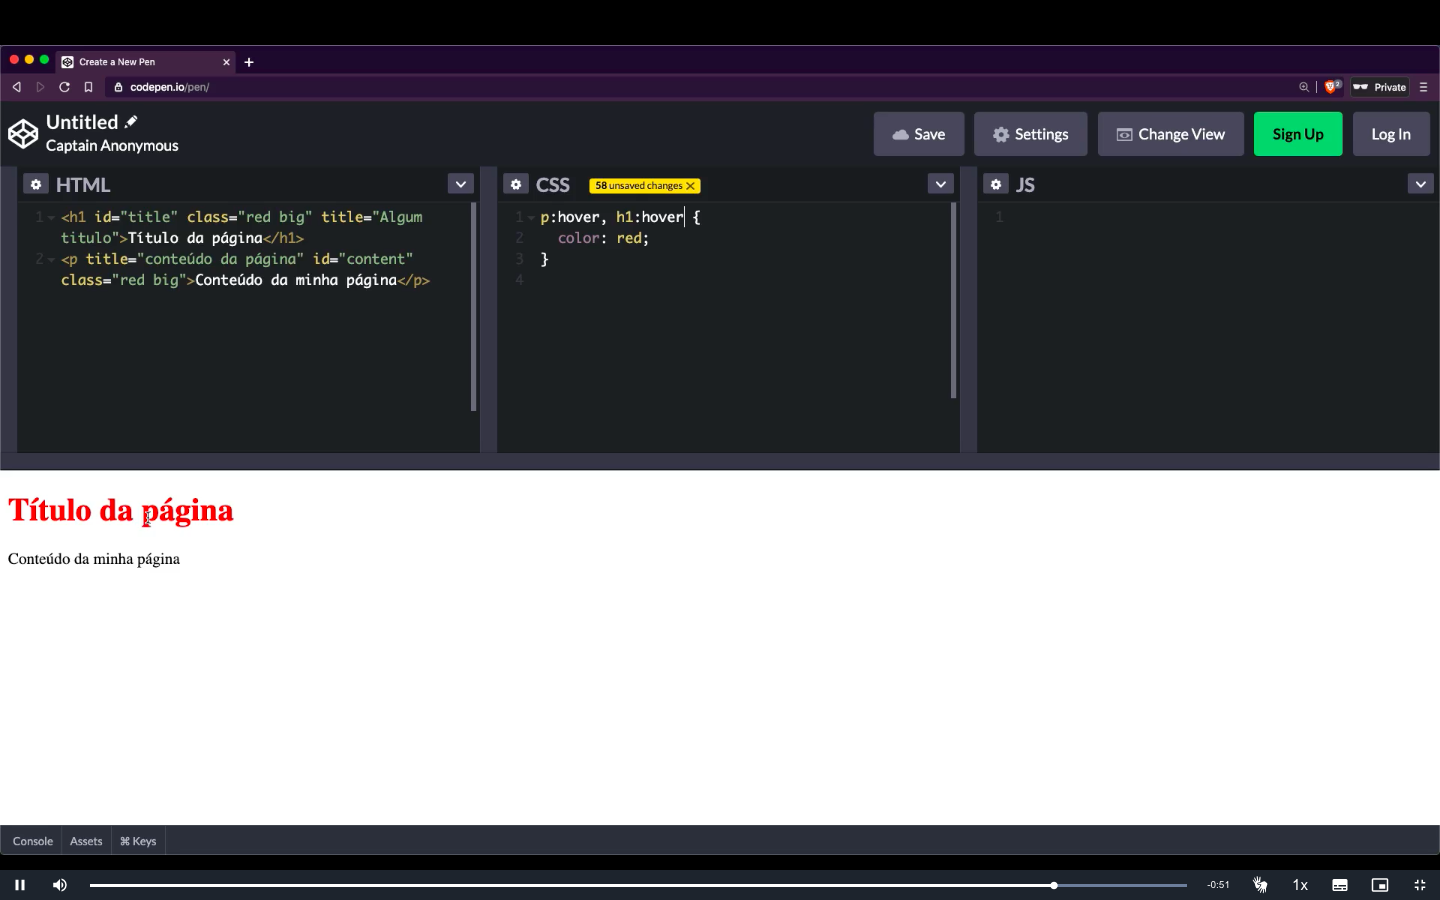 Create a New Pen
codepen.io/pen/
2
Private
Untitled
Captain Anonymous
Save
Settings
Change View
Sign Up
Log In
HTML
1 <h1 id="title" class="red big" title="Algum
titulo">Título da página</h1>
2 <p title="conteúdo da página" id="content"
class="red big">Conteúdo da minha página</p>
CSS
58 unsaved changes
1 p:hover, h1:hover {
2 color: red;
3 }
4
JS
1
Título da página
Conteúdo da minha página
Console
Assets
⌘ Keys
-0:51
1x